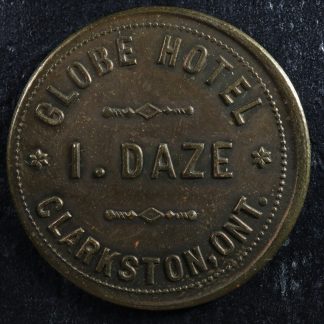 GLOBE HOTEL
I. DAZE
CLARKSTON, ONT.